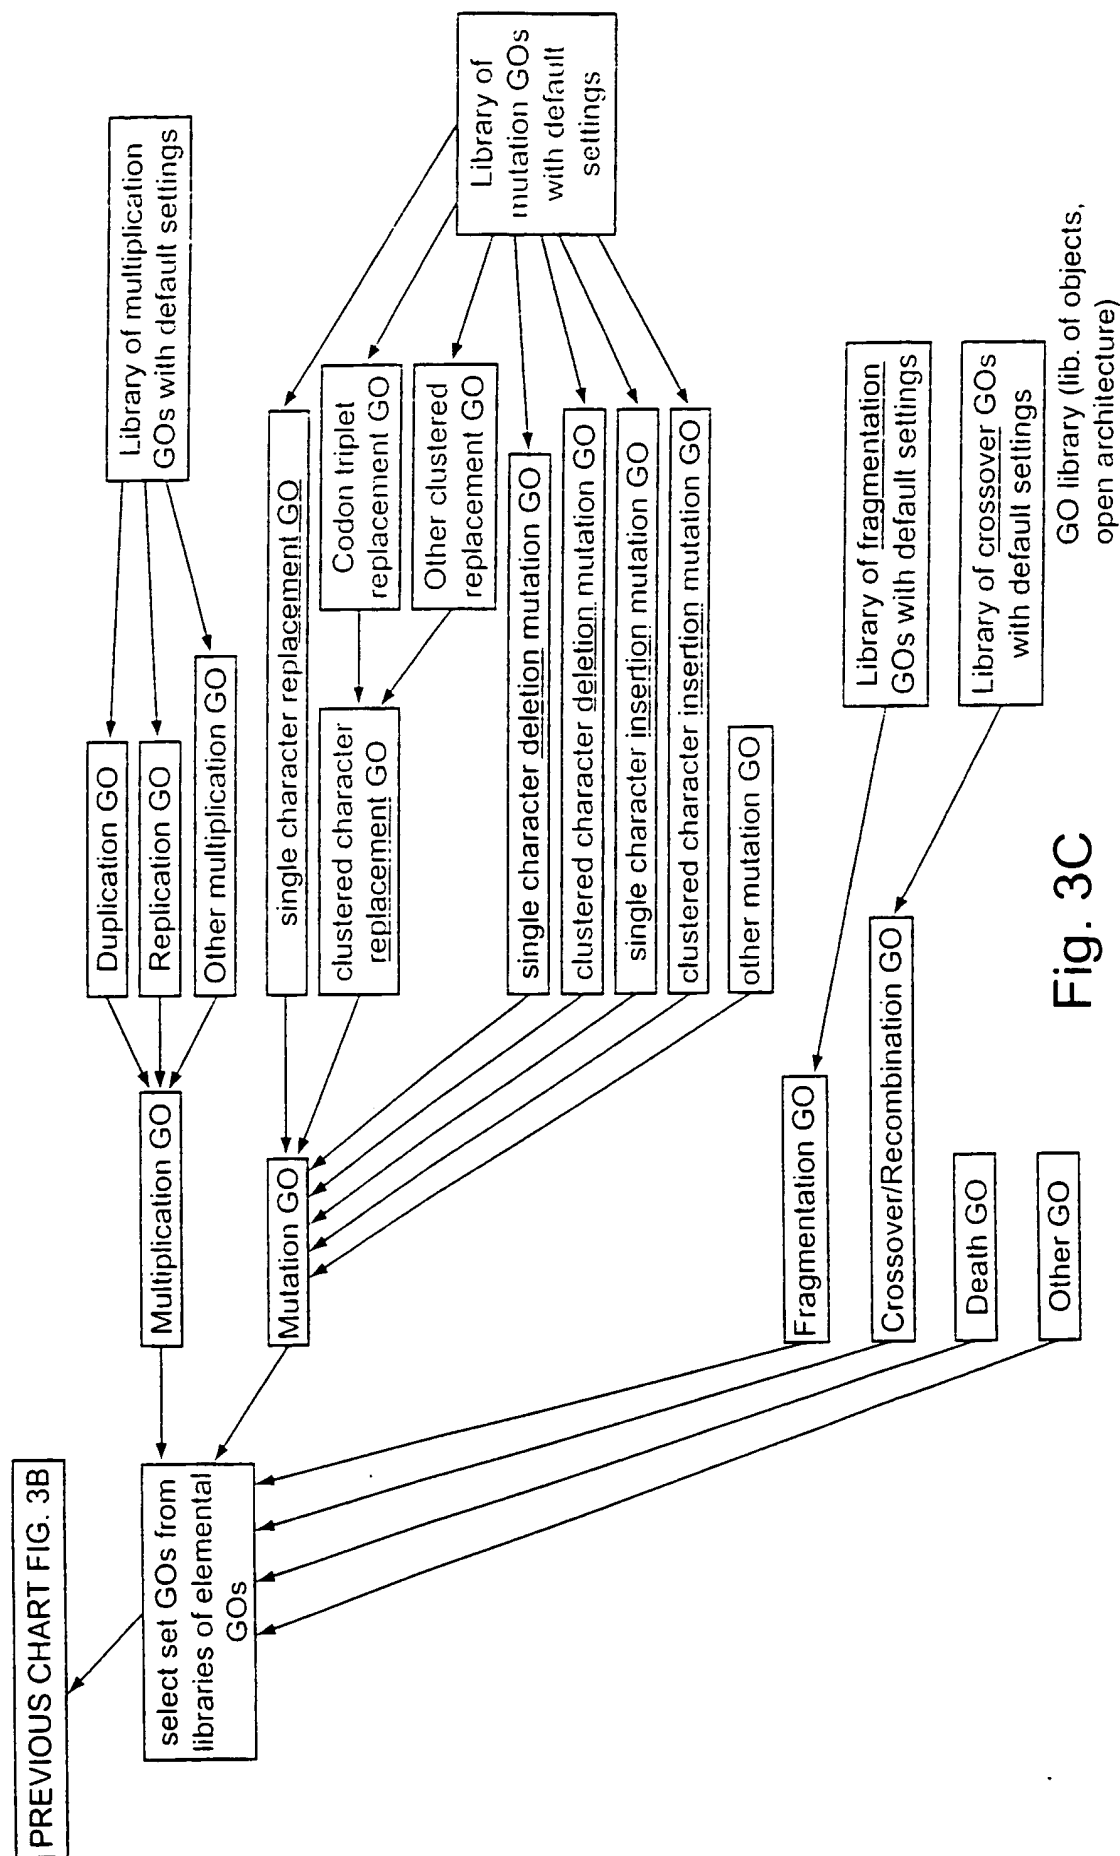 PREVIOUS CHART FIG. 3B
select set GOs from
libraries of elemental
GOs
Multiplication GO
Duplication GO
Replication GO
Other multiplication GO
Library of multiplication
GOs with default settings
Mutation GO
single character replacement GO
clustered character
replacement GO
Codon triplet
replacement GO
Other clustered
replacement GO
Library of
mutation GOs
with default
settings
single character deletion mutation GO
clustered character deletion mutation GO
single character insertion mutation GO
clustered character insertion mutation GO
other mutation GO
Fragmentation GO
Library of fragmentation
GOs with default settings
Crossover/Recombination GO
Library of crossover GOs
with default settings
Death GO
Other GO
GO library (lib. of objects,
open architecture)
Fig. 3C